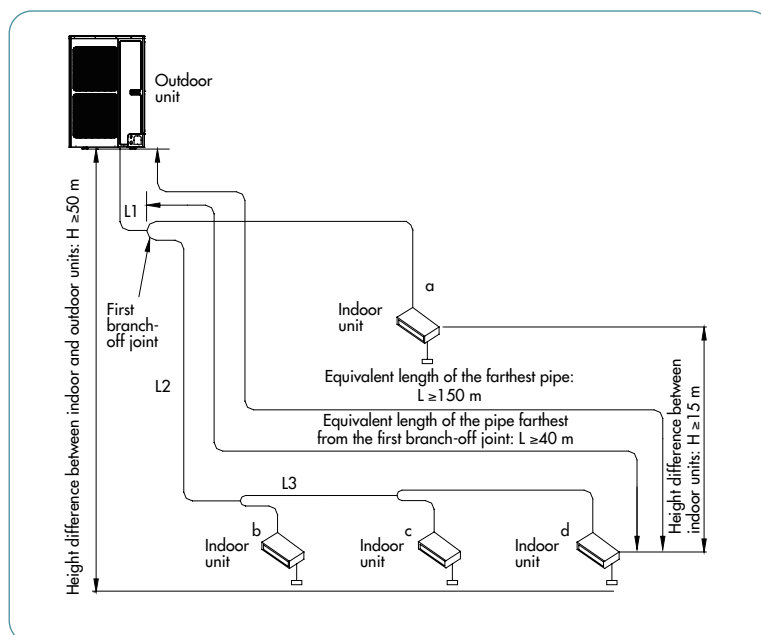 Outdoor
unit
L1
First
branch-
off joint
a
Indoor
unit
L2
Equivalent length of the farthest pipe:
L ≥150 m
Equivalent length of the pipe farthest
from the first branch-off joint: L ≥40 m
L3
b
Indoor
unit
c
Indoor
unit
d
Indoor
unit
Height difference between indoor and outdoor units: H ≥50 m
Height difference between
indoor units: H ≥15 m